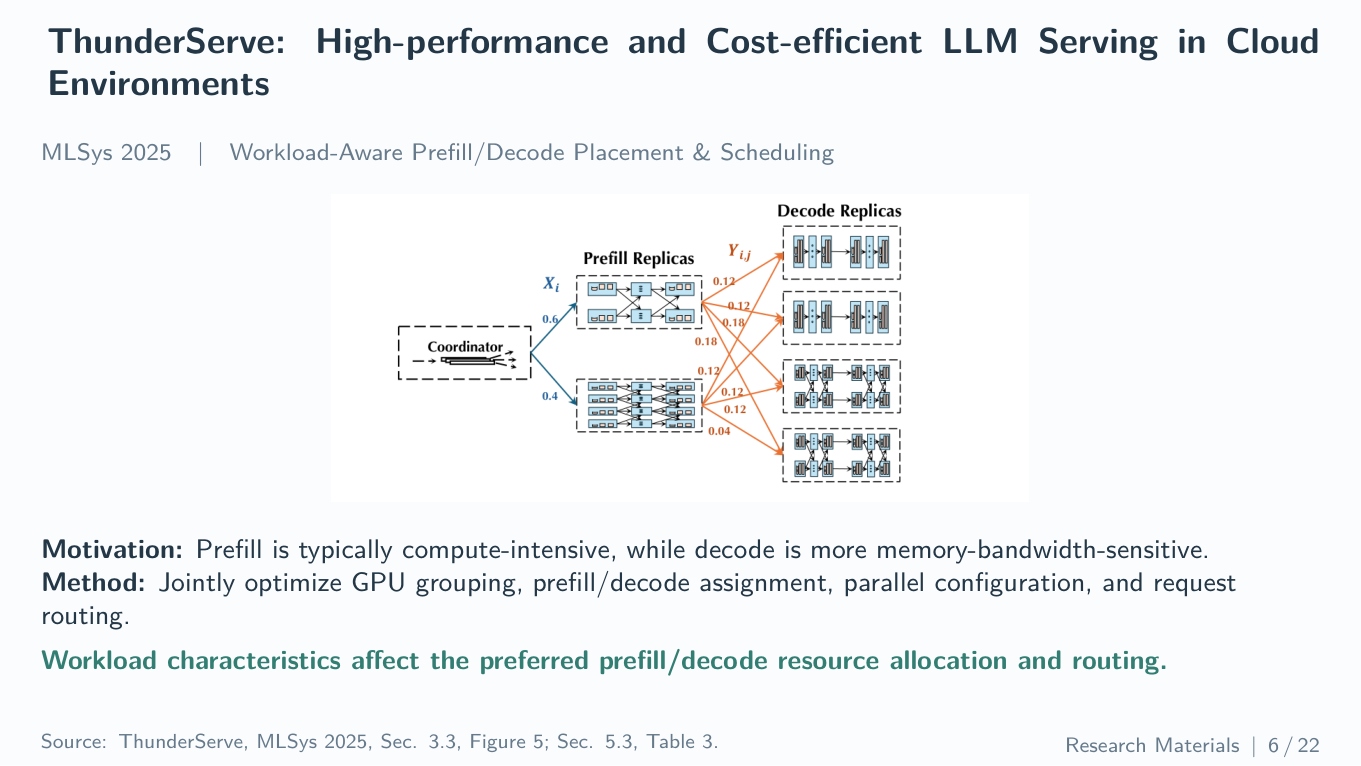 ThunderServe: High-performance and Cost-efficient LLM Serving in Cloud
Environments
MLSys 2025 | Workload-Aware Prefill/Decode Placement & Scheduling
Decode Replicas
Prefill Replicas
Y i,j
X i
0.12
0.12
0.6
0.18
0.18
Coordinator
0.12
0.4
0.12
0.12
0.04
Motivation: Prefill is typically compute-intensive, while decode is more memory-bandwidth-sensitive.
Method: Jointly optimize GPU grouping, prefill/decode assignment, parallel configuration, and request
routing.
Workload characteristics affect the preferred prefill/decode resource allocation and routing.
Source: ThunderServe, MLSys 2025, Sec. 3.3, Figure 5; Sec. 5.3, Table 3.
Research Materials | 6 / 22